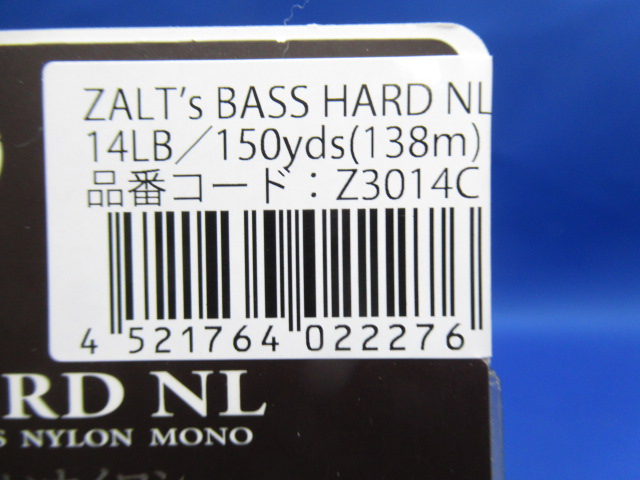 ZALT's BASS HARD NL
14LB／150yds(138m)
品番コード：Z3014C
4 521764 022276
RD NL
S NYLON MONO